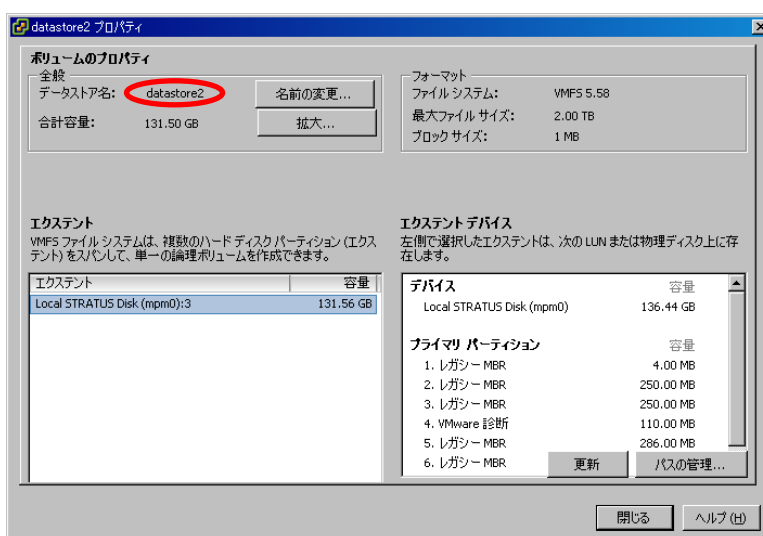 datastore2 プロパティ
ボリュームのプロパティ
全般
データストア名: datastore2 名前の変更...
合計容量: 131.50 GB 拡大...
フォーマット
ファイル システム: VMFS 5.58
最大ファイル サイズ: 2.00 TB
ブロック サイズ: 1 MB
エクステント
VMFS ファイル システムは、複数のハード ディスク パーティション (エクス
テント) をスパンして、単一の論理ボリュームを作成できます。
エクステント 容量
Local STRATUS Disk (mpm0):3 131.56 GB
エクステント デバイス
左側で選択したエクステントは、次の LUN または物理ディスク上に存
在します。
デバイス 容量
Local STRATUS Disk (mpm0) 136.44 GB
プライマリ パーティション 容量
1. レガシー MBR 4.00 MB
2. レガシー MBR 250.00 MB
3. レガシー MBR 250.00 MB
4. VMware 診断 110.00 MB
5. レガシー MBR 286.00 MB
6. レガシー MBR
更新 パスの管理...
閉じる ヘルプ (H)